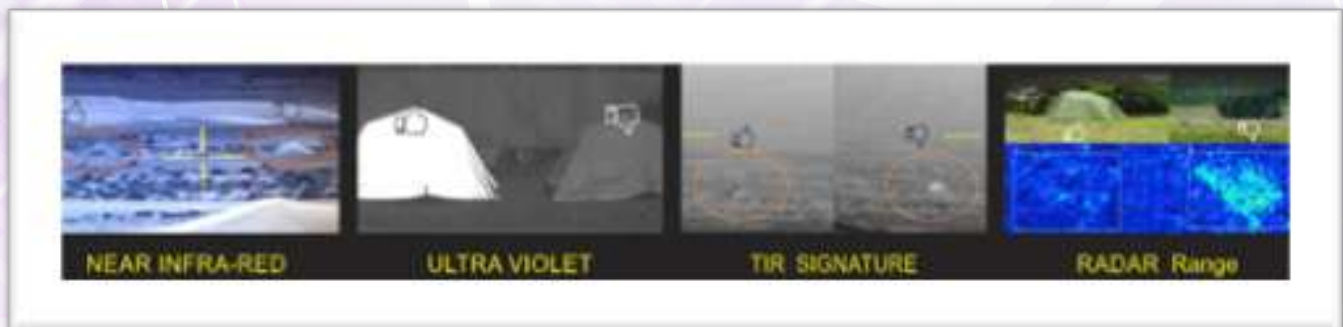 NEAR INFRA-RED
ULTRA VIOLET
TIR SIGNATURE
RADAR Range